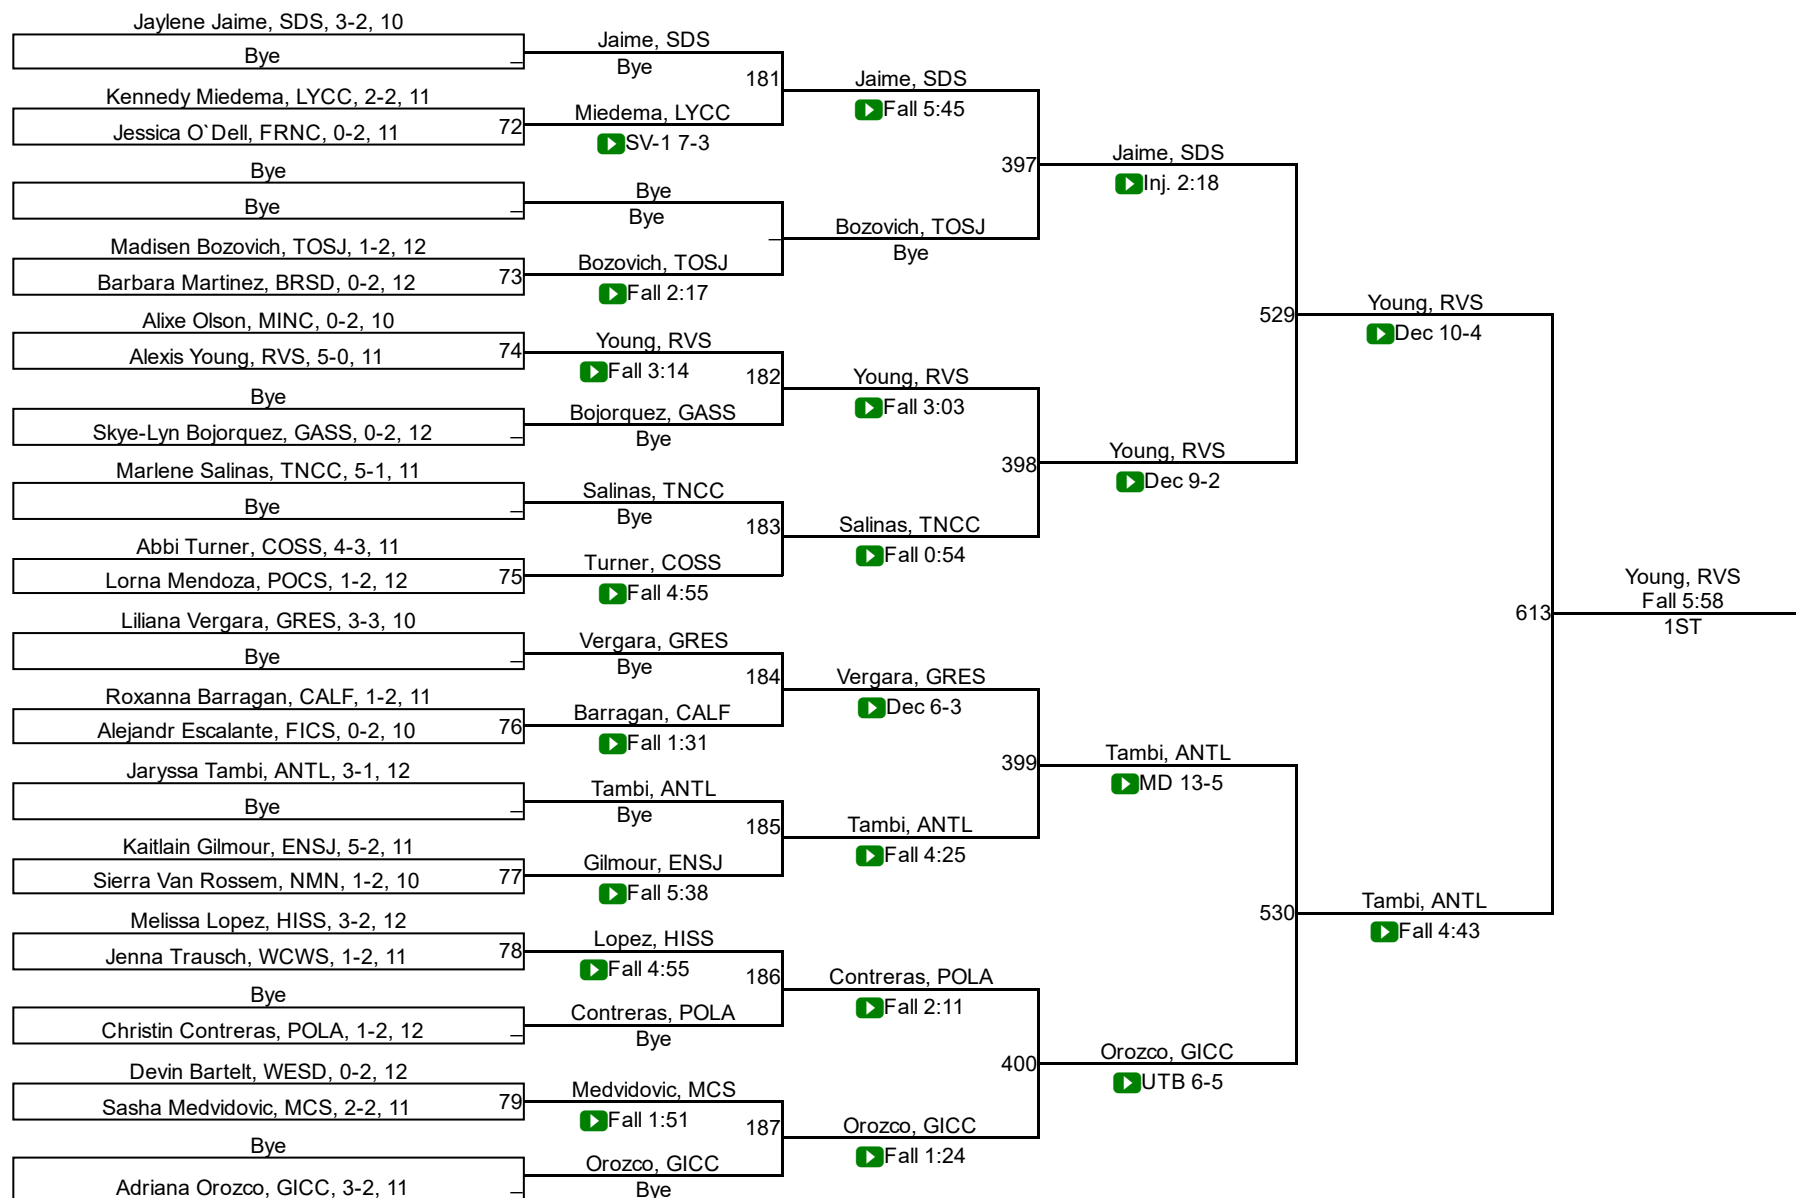 Jaylene Jaime, SDS, 3-2, 10
Bye
Kennedy Miedema, LYCC, 2-2, 11
Jessica O`Dell, FRNC, 0-2, 11
72
Bye
Bye
Madisen Bozovich, TOSJ, 1-2, 12
Barbara Martinez, BRSD, 0-2, 12
73
Alixe Olson, MINC, 0-2, 10
Alexis Young, RVS, 5-0, 11
74
Bye
Skye-Lyn Bojorquez, GASS, 0-2, 12
Marlene Salinas, TNCC, 5-1, 11
Bye
Abbi Turner, COSS, 4-3, 11
Lorna Mendoza, POCS, 1-2, 12
75
Liliana Vergara, GRES, 3-3, 10
Bye
Roxanna Barragan, CALF, 1-2, 11
Alejandr Escalante, FICS, 0-2, 10
76
Jaryssa Tambi, ANTL, 3-1, 12
Bye
Kaitlain Gilmour, ENSJ, 5-2, 11
Sierra Van Rossem, NMN, 1-2, 10
77
Melissa Lopez, HISS, 3-2, 12
Jenna Trausch, WCWS, 1-2, 11
78
Bye
Christin Contreras, POLA, 1-2, 12
Devin Bartelt, WESD, 0-2, 12
Sasha Medvidovic, MCS, 2-2, 11
79
Bye
Adriana Orozco, GICC, 3-2, 11
Jaime, SDS
Bye
181
Miedema, LYCC
SV-1 7-3
Bye
Bye
Bozovich, TOSJ
Fall 2:17
Young, RVS
Fall 3:14
182
Bojorquez, GASS
Bye
Salinas, TNCC
Bye
183
Turner, COSS
Fall 4:55
Vergara, GRES
Bye
184
Barragan, CALF
Fall 1:31
Tambi, ANTL
Bye
185
Gilmour, ENSJ
Fall 5:38
Lopez, HISS
Fall 4:55
186
Contreras, POLA
Bye
Medvidovic, MCS
Fall 1:51
187
Orozco, GICC
Bye
Jaime, SDS
Fall 5:45
397
Bozovich, TOSJ
Bye
Young, RVS
Fall 3:03
398
Salinas, TNCC
Fall 0:54
Vergara, GRES
Dec 6-3
399
Tambi, ANTL
Fall 4:25
Contreras, POLA
Fall 2:11
400
Orozco, GICC
Fall 1:24
Jaime, SDS
Inj. 2:18
529
Young, RVS
Dec 9-2
Tambi, ANTL
MD 13-5
530
Orozco, GICC
UTB 6-5
Young, RVS
Dec 10-4
613
Tambi, ANTL
Fall 4:43
Young, RVS
Fall 5:58
1ST